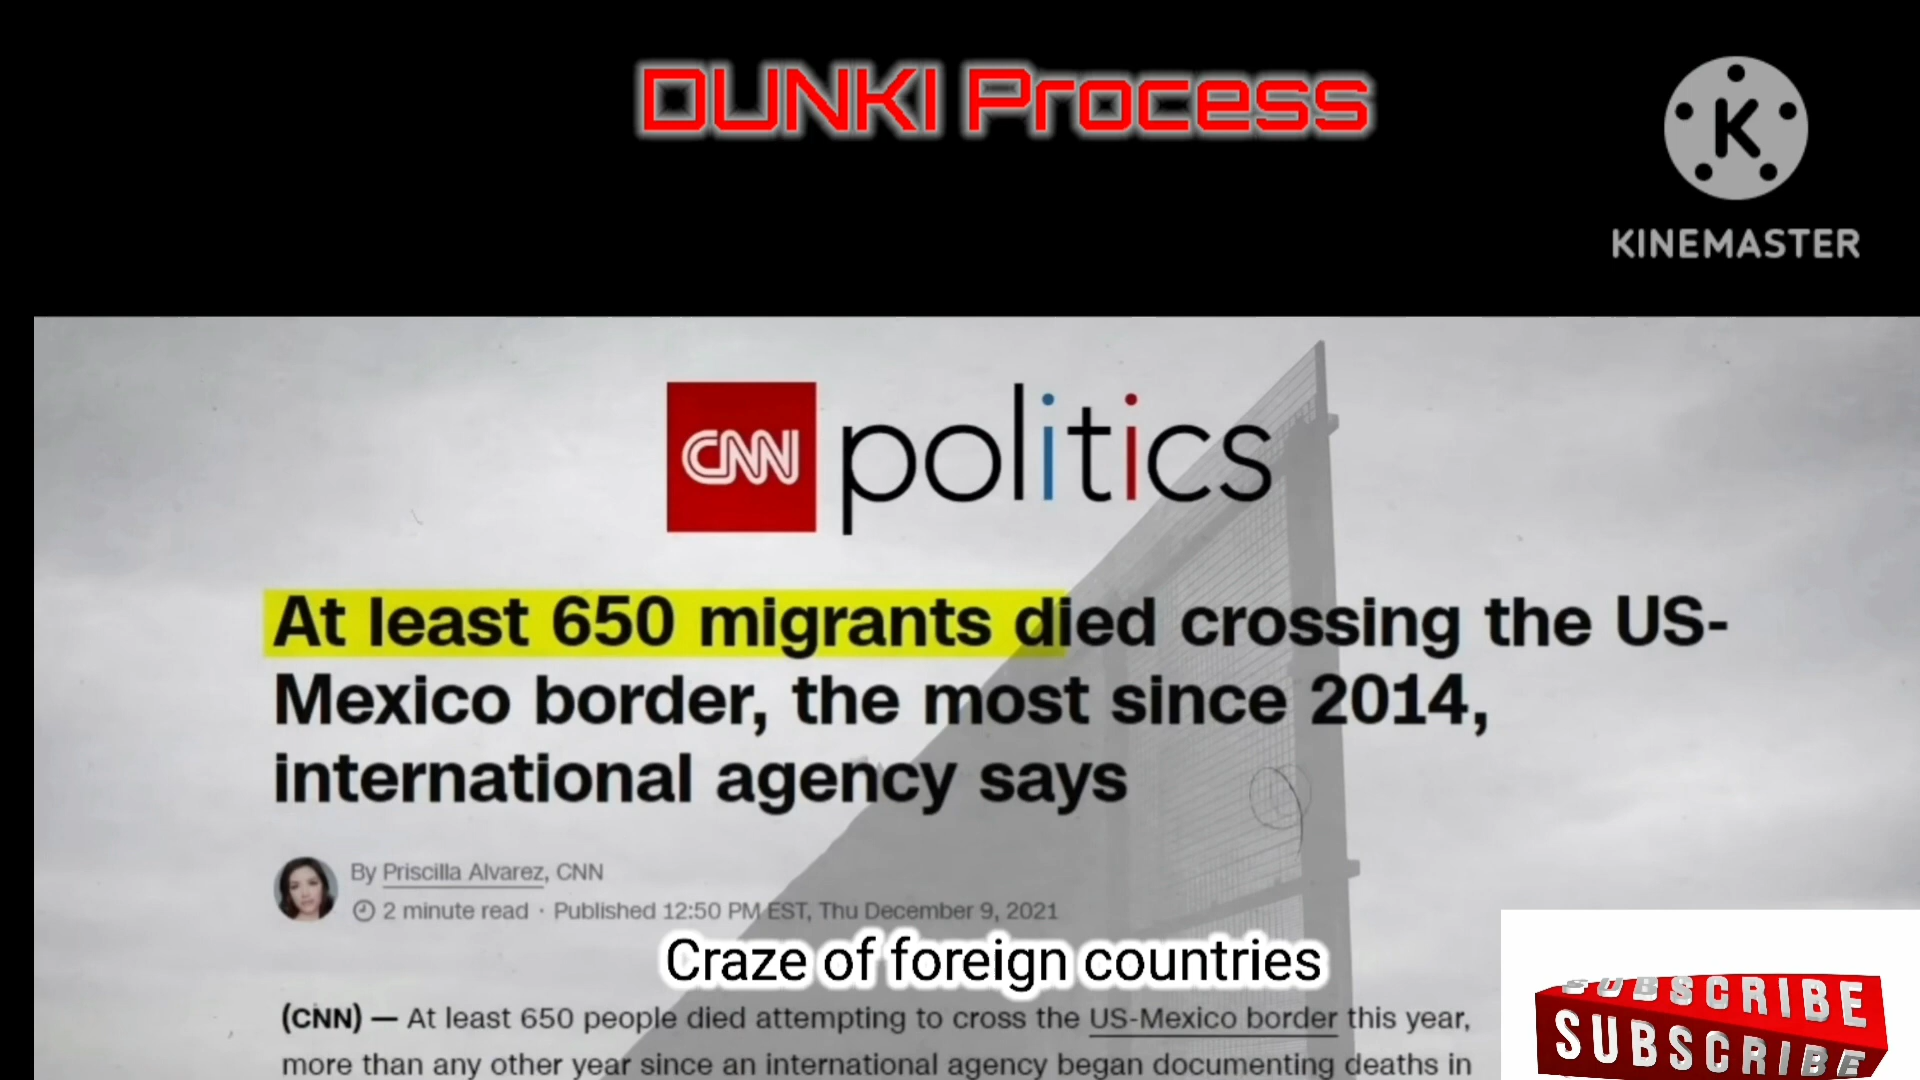 DUNKI Process
K
KINEMASTER
CNN politics
At least 650 migrants died crossing the US-
Mexico border, the most since 2014,
international agency says
By Priscilla Alvarez, CNN
2 minute read · Published 12:50 PM EST, Thu December 9, 2021
Craze of foreign countries
(CNN) — At least 650 people died attempting to cross the US-Mexico border this year,
more than any other year since an international agency began documenting deaths in
SUBSCRIBE
SUBSCRIBE